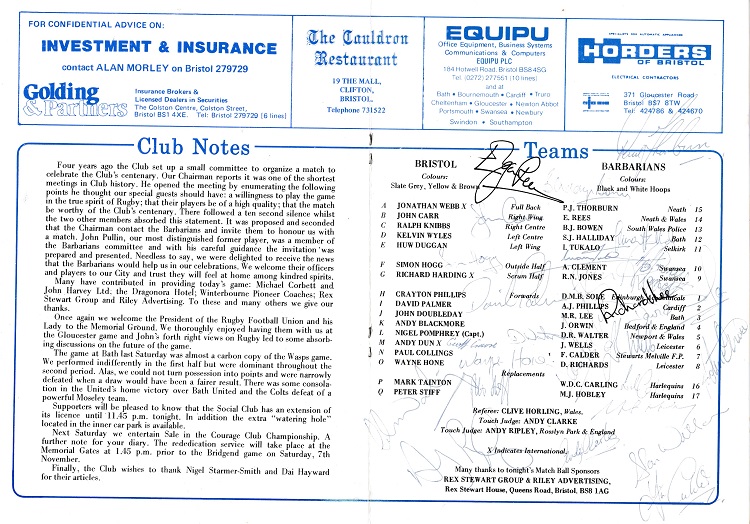 FOR CONFIDENTIAL ADVICE ON:
INVESTMENT & INSURANCE
contact ALAN MORLEY on Bristol 279729
Golding
& Partners
Insurance Brokers &
Licensed Dealers in Securities
The Colston Centre, Colston Street,
Bristol BS1 4XE. Tel: Bristol 279729 (6 lines)
The Cauldron
Restaurant
19 THE MALL,
CLIFTON,
BRISTOL.
Telephone 731522
EQUIPU
Office Equipment, Business Systems
Communications & Computers
EQUIPU PLC
184 Hotwell Road, Bristol BS8 4SG
Tel: (0272) 277551 (10 lines)
and at
Bath • Bournemouth • Cardiff • Truro
Cheltenham • Gloucester • Newton Abbot
Portmouth • Swansea • Newbury
Swindon • Southampton
SPECIALISTS FOR AUTOMATIC APPLIANCES
HORDERS
OF BRISTOL
ELECTRICAL CONTRACTORS
371 Gloucester Road
Bristol BS7 8TW
Tel: 424786 & 424670
Club Notes
Four years ago the Club set up a small committee to organize a match to
celebrate the Club's centenary. Our Chairman reports it was one of the shortest
meetings in Club history. He opened the meeting by enumerating the following
points he thought our special guests should have: a willingness to play the game
in the true spirit of Rugby; that their players be of a high quality; that the match
be worthy of the Club's centenary. There followed a ten second silence whilst
the two other members absorbed this statement. It was proposed and seconded
that the Chairman contact the Barbarians and invite them to honour us with
a match. John Pullin, our most distinguished former player, was a member of
the Barbarians committee and with his careful guidance the invitation was
prepared and presented. Needless to say, we were delighted to receive the news
that the Barbarians would help us in our celebrations. We welcome their officers
and players to our City and trust they will feel at home among kindred spirits.
Many have contributed in providing today's game: Michael Corbett and
John Harvey Ltd; the Dragonara Hotel; Winterbourne Pioneer Coaches; Rex
Stewart Group and Riley Advertising. To these and many others we give our
thanks.
Once again we welcome the President of the Rugby Football Union and his
Lady to the Memorial Ground, We thoroughly enjoyed having them with us at
the Gloucester game and John's forth right views on Rugby led to some absorb-
ing discussions on the future of the game.
The game at Bath last Saturday was almost a carbon copy of the Wasps game.
We performed indifferently in the first half but were dominant throughout the
second period. Alas, we could not turn possession into points and were narrowly
defeated when a draw would have been a fairer result. There was some consola-
tion in the United's home victory over Bath United and the Colts defeat of a
powerful Moseley team.
Supporters will be pleased to know that the Social Club has an extension of
its licence until 11.45 p.m. tonight. In addition the extra "watering hole"
located in the inner car park is available.
Next Saturday we entertain Sale in the Courage Club Championship. A
further note for your diary. The rededication service will take place at the
Memorial Gates at 1.45 p.m. prior to the Bridgend game on Saturday, 7th
November.
Finally, the Club wishes to thank Nigel Starmer-Smith and Dai Hayward
for their articles.
Teams
BRISTOL
Colours:
Slate Grey, Yellow & Brown
BARBARIANS
Colours:
Black and White Hoops
A JONATHAN WEBB X Full Back P.J. THORBURN Neath 15
B JOHN CARR Right Wing E. REES Neath & Wales 14
C RALPH KNIBBS Right Centre B.J. BOWEN South Wales Police 13
D KELVIN WYLES Left Centre S.J. HALLIDAY Bath 12
E HUW DUGGAN Left Wing I. TUKALO Selkirk 11
F SIMON HOGG Outside Half A. CLEMENT Swansea 10
G RICHARD HARDING X Scrum Half R.N. JONES Swansea 9
H CRAYTON PHILLIPS Forwards D.M.B. SOLE Edinburgh Academicals 1
I DAVID PALMER A.J. PHILLIPS Cardiff 2
J JOHN DOUBLEDAY M.R. LEE Bath 3
K ANDY BLACKMORE J. ORWIN Bedford & England 4
L NIGEL POMPHREY (Capt.) D.R. WALTER Newport & Wales 5
M ANDY DUN X J. WELLS Leicester 6
N PAUL COLLINGS F. CALDER Stewarts Melville F.P. 7
O WAYNE HONE D. RICHARDS Leicester 8
Replacements
P MARK TAINTON W.D.C. CARLING Harlequins 16
Q PETER STIFF M.J. HOBLEY Harlequins 17
Referee: CLIVE HORLING, Wales.
Touch Judge: ANDY CLARKE
Touch Judge: ANDY RIPLEY, Rosslyn Park & England
X Indicates International.
Many thanks to tonight's Match Ball Sponsors
REX STEWART GROUP & RILEY ADVERTISING,
Rex Stewart House, Queens Road, Bristol, BS8 1AG